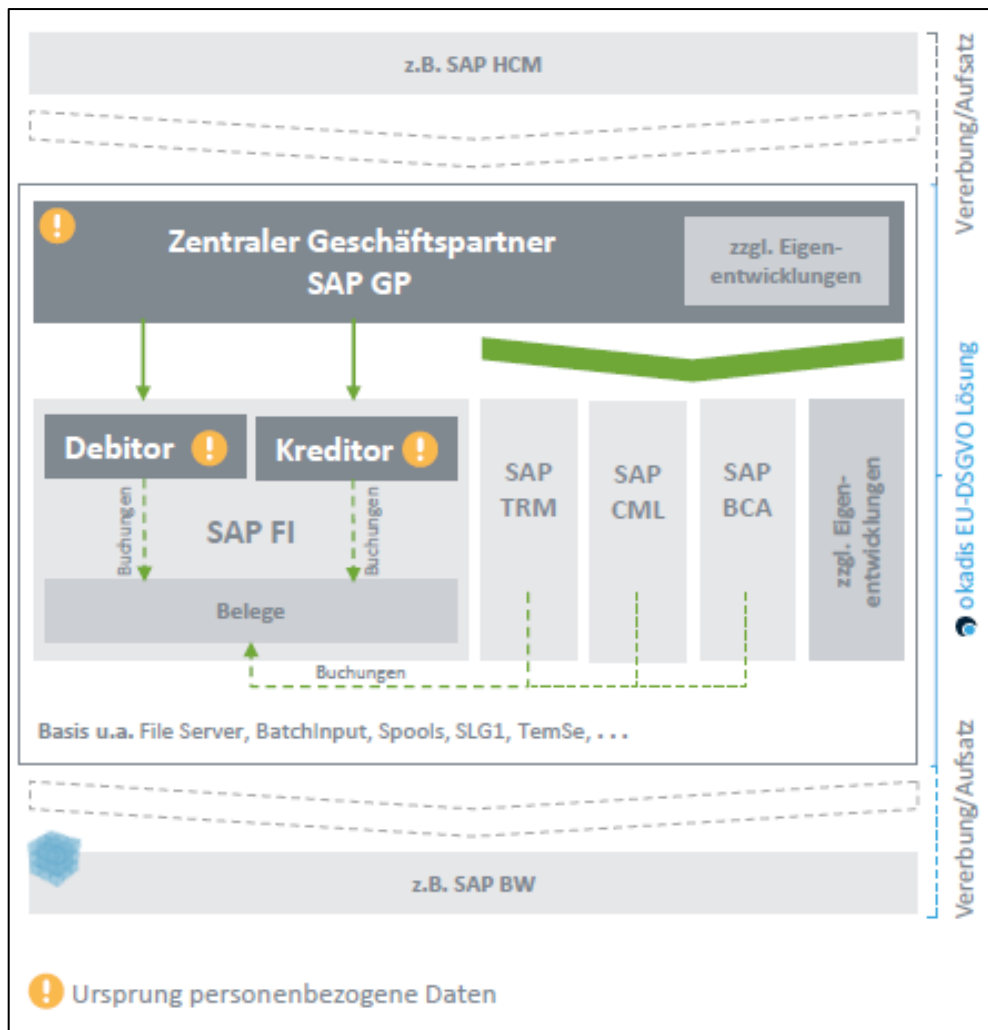 z.B. SAP HCM
Vererbung/Aufsatz
Zentraler Geschäftspartner
SAP GP
zzgl. Eigen-
entwicklungen
Debitor
Kreditor
SAP
TRM
SAP
CML
SAP
BCA
zzgl. Eigen-
entwicklungen
Buchungen
SAP FI
Buchungen
Belege
Buchungen
okadis EU-DSGVO Lösung
Basis u.a. File Server, BatchInput, Spools, SLG1, TemSe, . . .
Vererbung/Aufsatz
z.B. SAP BW
! Ursprung personenbezogene Daten